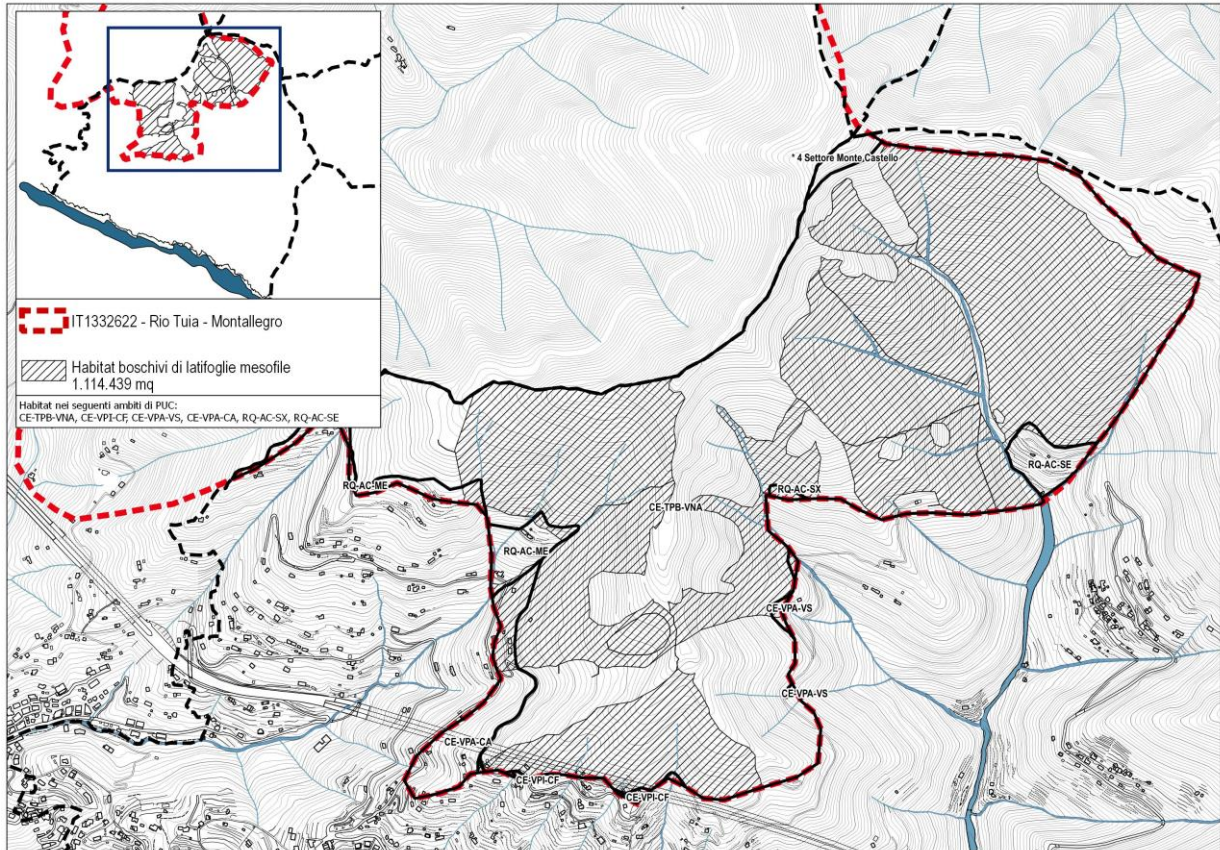 IT1332622 - Rio Tuia - Montallegro
Habitat boschivi di latifoglie mesofile
1.114.439 mq
Habitat nei seguenti ambiti di PUC:
CE-TPB-VNA, CE-VPI-CF, CE-VPA-VS, CE-VPA-CA, RQ-AC-SX, RQ-AC-SE
* 4 Settore Monte Castello
RQ-AC-SE
RQ-AC-ME
RQ-AC-SX
CE-TPB-VNA
RQ-AC-ME
CE-VPA-VS
CE-VPA-VS
CE-VPA-CA
CE-VPI-CF
CE-VPI-CF